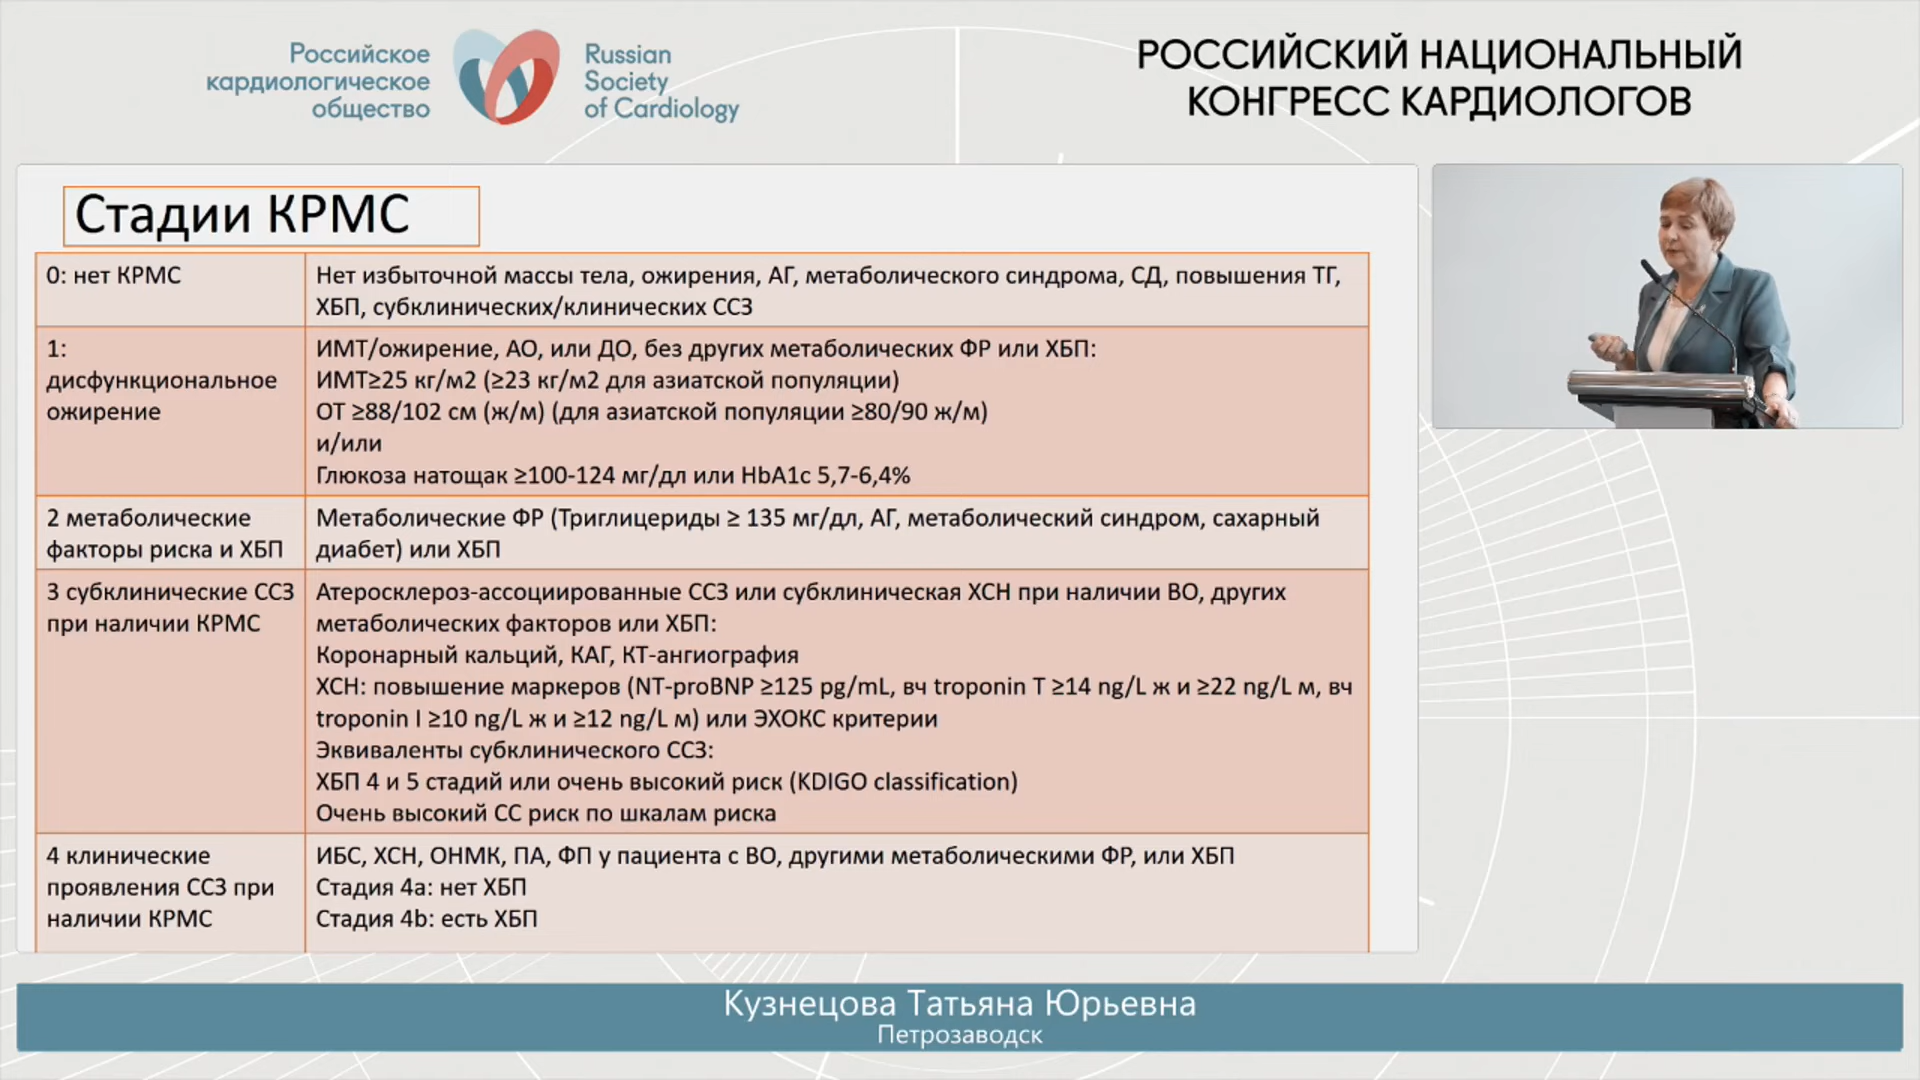 Российское
кардиологическое
общество
Russian
Society
of Cardiology
РОССИЙСКИЙ НАЦИОНАЛЬНЫЙ
КОНГРЕСС КАРДИОЛОГОВ
Стадии КРМС
0: нет КРМС
Нет избыточной массы тела, ожирения, АГ, метаболического синдрома, СД, повышения ТГ,
ХБП, субклинических/клинических ССЗ
1:
дисфункциональное
ожирение
ИМТ/ожирение, АО, или ДО, без других метаболических ФР или ХБП:
ИМТ≥25 кг/м2 (≥23 кг/м2 для азиатской популяции)
ОТ ≥88/102 см (ж/м) (для азиатской популяции ≥80/90 ж/м)
и/или
Глюкоза натощак ≥100-124 мг/дл или HbA1c 5,7-6,4%
2 метаболические
факторы риска и ХБП
Метаболические ФР (Триглицериды ≥ 135 мг/дл, АГ, метаболический синдром, сахарный
диабет) или ХБП
3 субклинические ССЗ
при наличии КРМС
Атеросклероз-ассоциированные ССЗ или субклиническая ХСН при наличии ВО, других
метаболических факторов или ХБП:
Коронарный кальций, КАГ, КТ-ангиография
ХСН: повышение маркеров (NT-proBNP ≥125 pg/mL, вч troponin T ≥14 ng/L ж и ≥22 ng/L м, вч
troponin I ≥10 ng/L ж и ≥12 ng/L м) или ЭХОКС критерии
Эквиваленты субклинического ССЗ:
ХБП 4 и 5 стадий или очень высокий риск (KDIGO classification)
Очень высокий СС риск по шкалам риска
4 клинические
проявления ССЗ при
наличии КРМС
ИБС, ХСН, ОНМК, ПА, ФП у пациента с ВО, другими метаболическими ФР, или ХБП
Стадия 4a: нет ХБП
Стадия 4b: есть ХБП
Кузнецова Татьяна Юрьевна
Петрозаводск